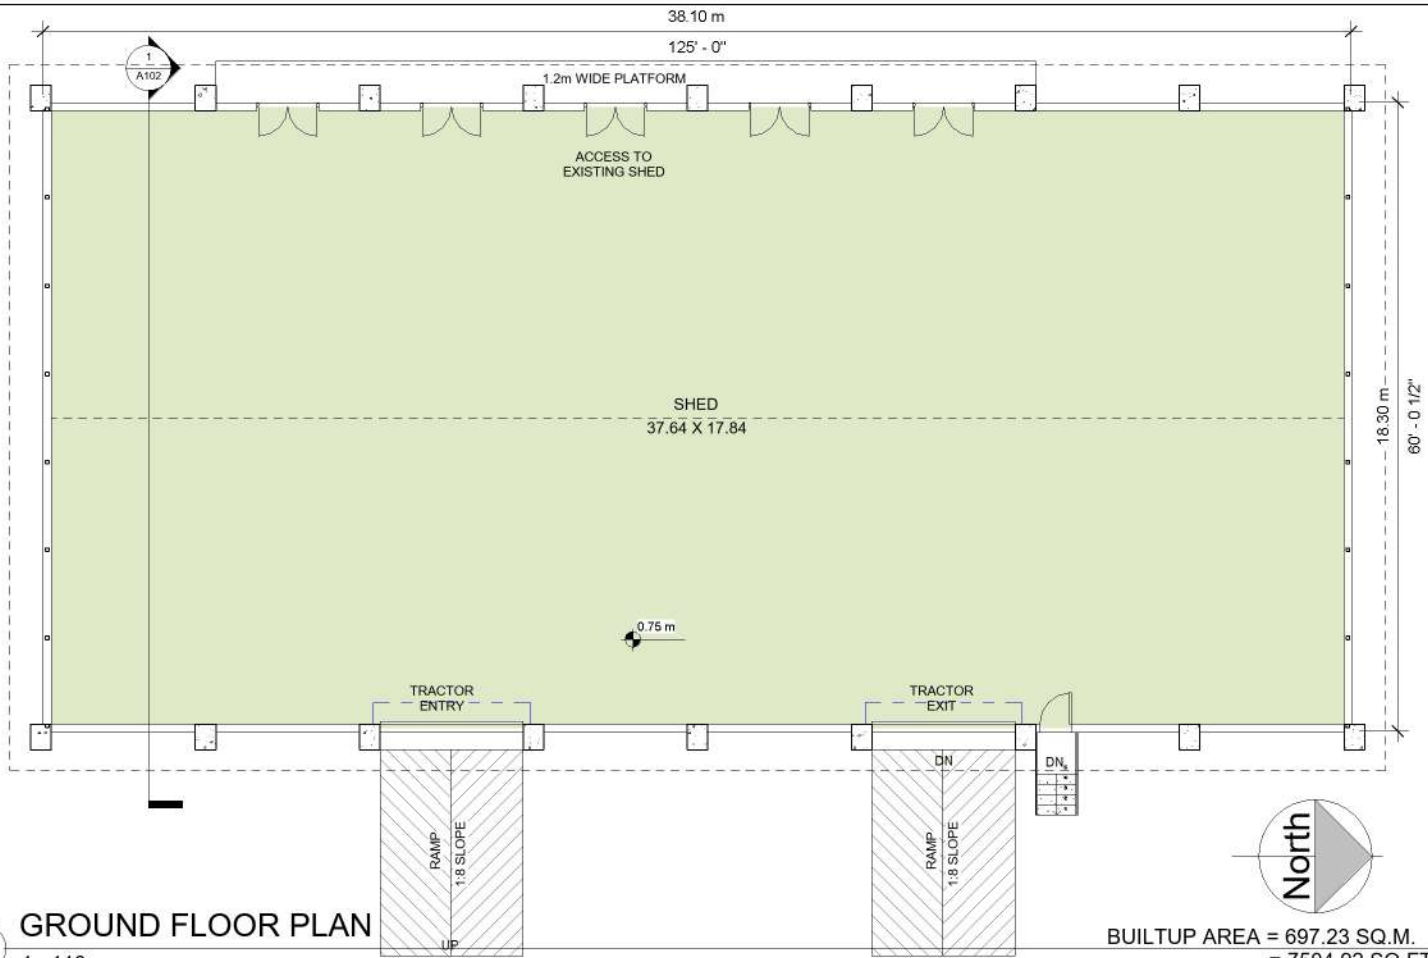 38.10 m
125' - 0"
1
A102
1.2m WIDE PLATFORM
ACCESS TO
EXISTING SHED
SHED
37.64 X 17.84
18.30 m
60' - 0 1/2"
0.75 m
TRACTOR
ENTRY
TRACTOR
EXIT
DN
DN
RAMP
1:8 SLOPE
RAMP
1:8 SLOPE
North
GROUND FLOOR PLAN
UP
BUILTUP AREA = 697.23 SQ.M.